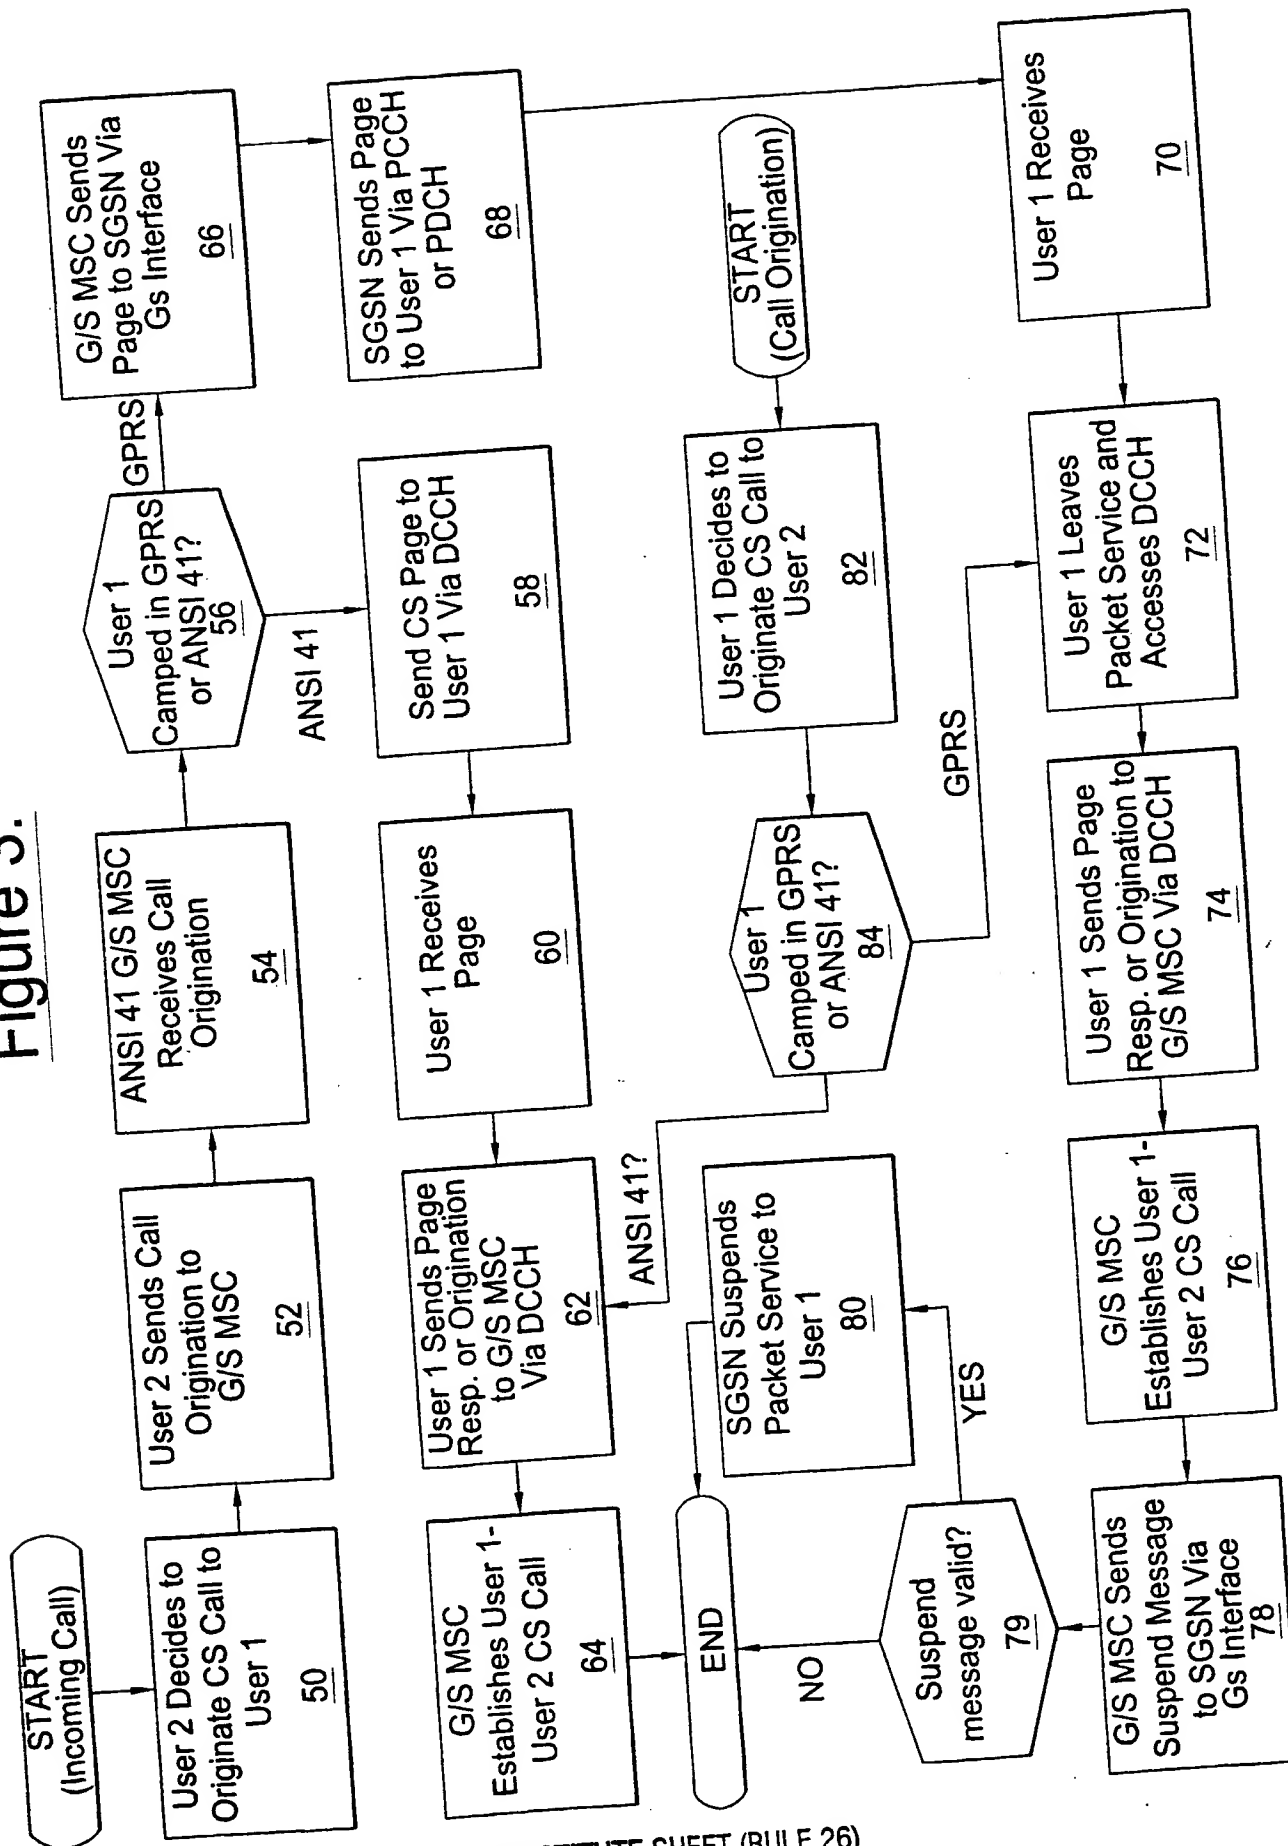 Figure 3.
START
(Incoming Call)
User 2 Decides to
Originate CS Call to
User 1
50
User 2 Sends Call
Origination to
G/S MSC
52
ANSI 41 G/S MSC
Receives Call
Origination
54
User 1
Camped in GPRS
or ANSI 41?
56
GPRS
G/S MSC Sends
Page to SGSN Via
Gs Interface
66
SGSN Sends Page
to User 1 Via PCCH
or PDCH
68
ANSI 41
Send CS Page to
User 1 Via DCCH
58
User 1 Receives
Page
60
User 1 Sends Page
Resp. or Origination
to G/S MSC
Via DCCH
62
G/S MSC
Establishes User 1-
User 2 CS Call
64
END
START
(Call Origination)
User 1 Decides to
Originate CS Call to
User 2
82
User 1
Camped in GPRS
or ANSI 41?
84
ANSI 41?
GPRS
SGSN Suspends
Packet Service to
User 1
80
YES
NO
Suspend
message valid?
79
User 1 Receives
Page
70
User 1 Leaves
Packet Service and
Accesses DCCH
72
User 1 Sends Page
Resp. or Origination to
G/S MSC Via DCCH
74
G/S MSC
Establishes User 1-
User 2 CS Call
76
G/S MSC Sends
Suspend Message
to SGSN Via
Gs Interface
78
SHEET (RULE 26)